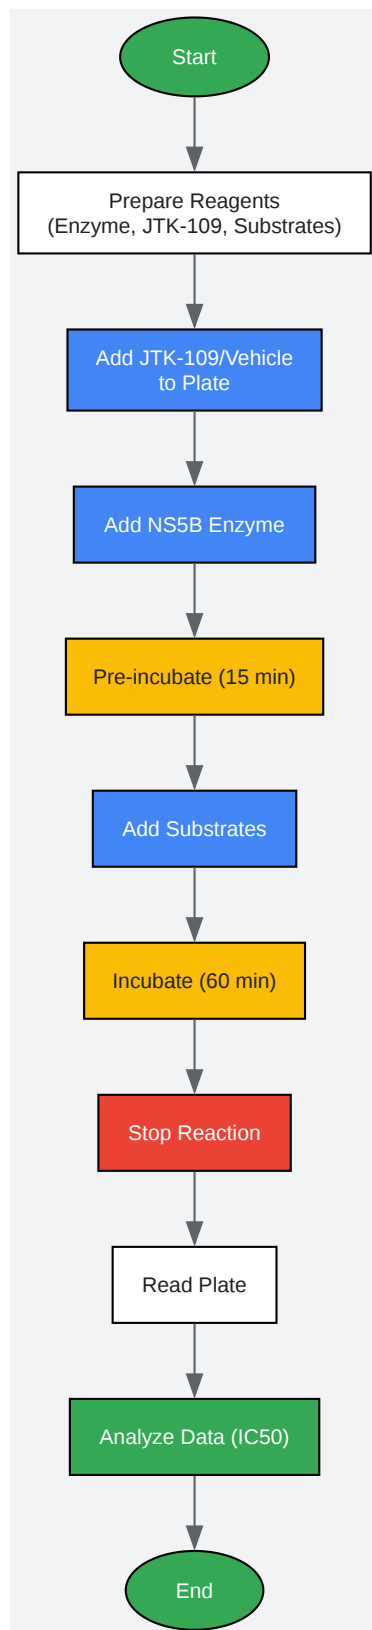 Start
Prepare Reagents
(Enzyme, JTK-109, Substrates)
Add JTK-109/Vehicle
to Plate
Add NS5B Enzyme
Pre-incubate (15 min)
Add Substrates
Incubate (60 min)
Stop Reaction
Read Plate
Analyze Data (IC50)
End